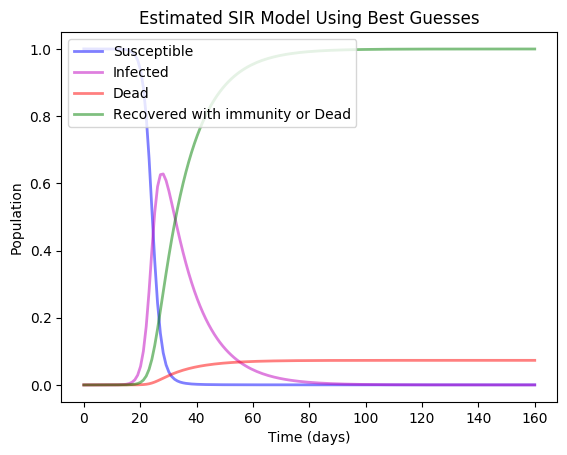 Estimated SIR Model Using Best Guesses
Susceptible
Infected
Dead
Recovered with immunity or Dead
Population
1.0
0.8
0.6
0.4
0.2
0.0
0 20 40 60 80 100 120 140 160
Time (days)